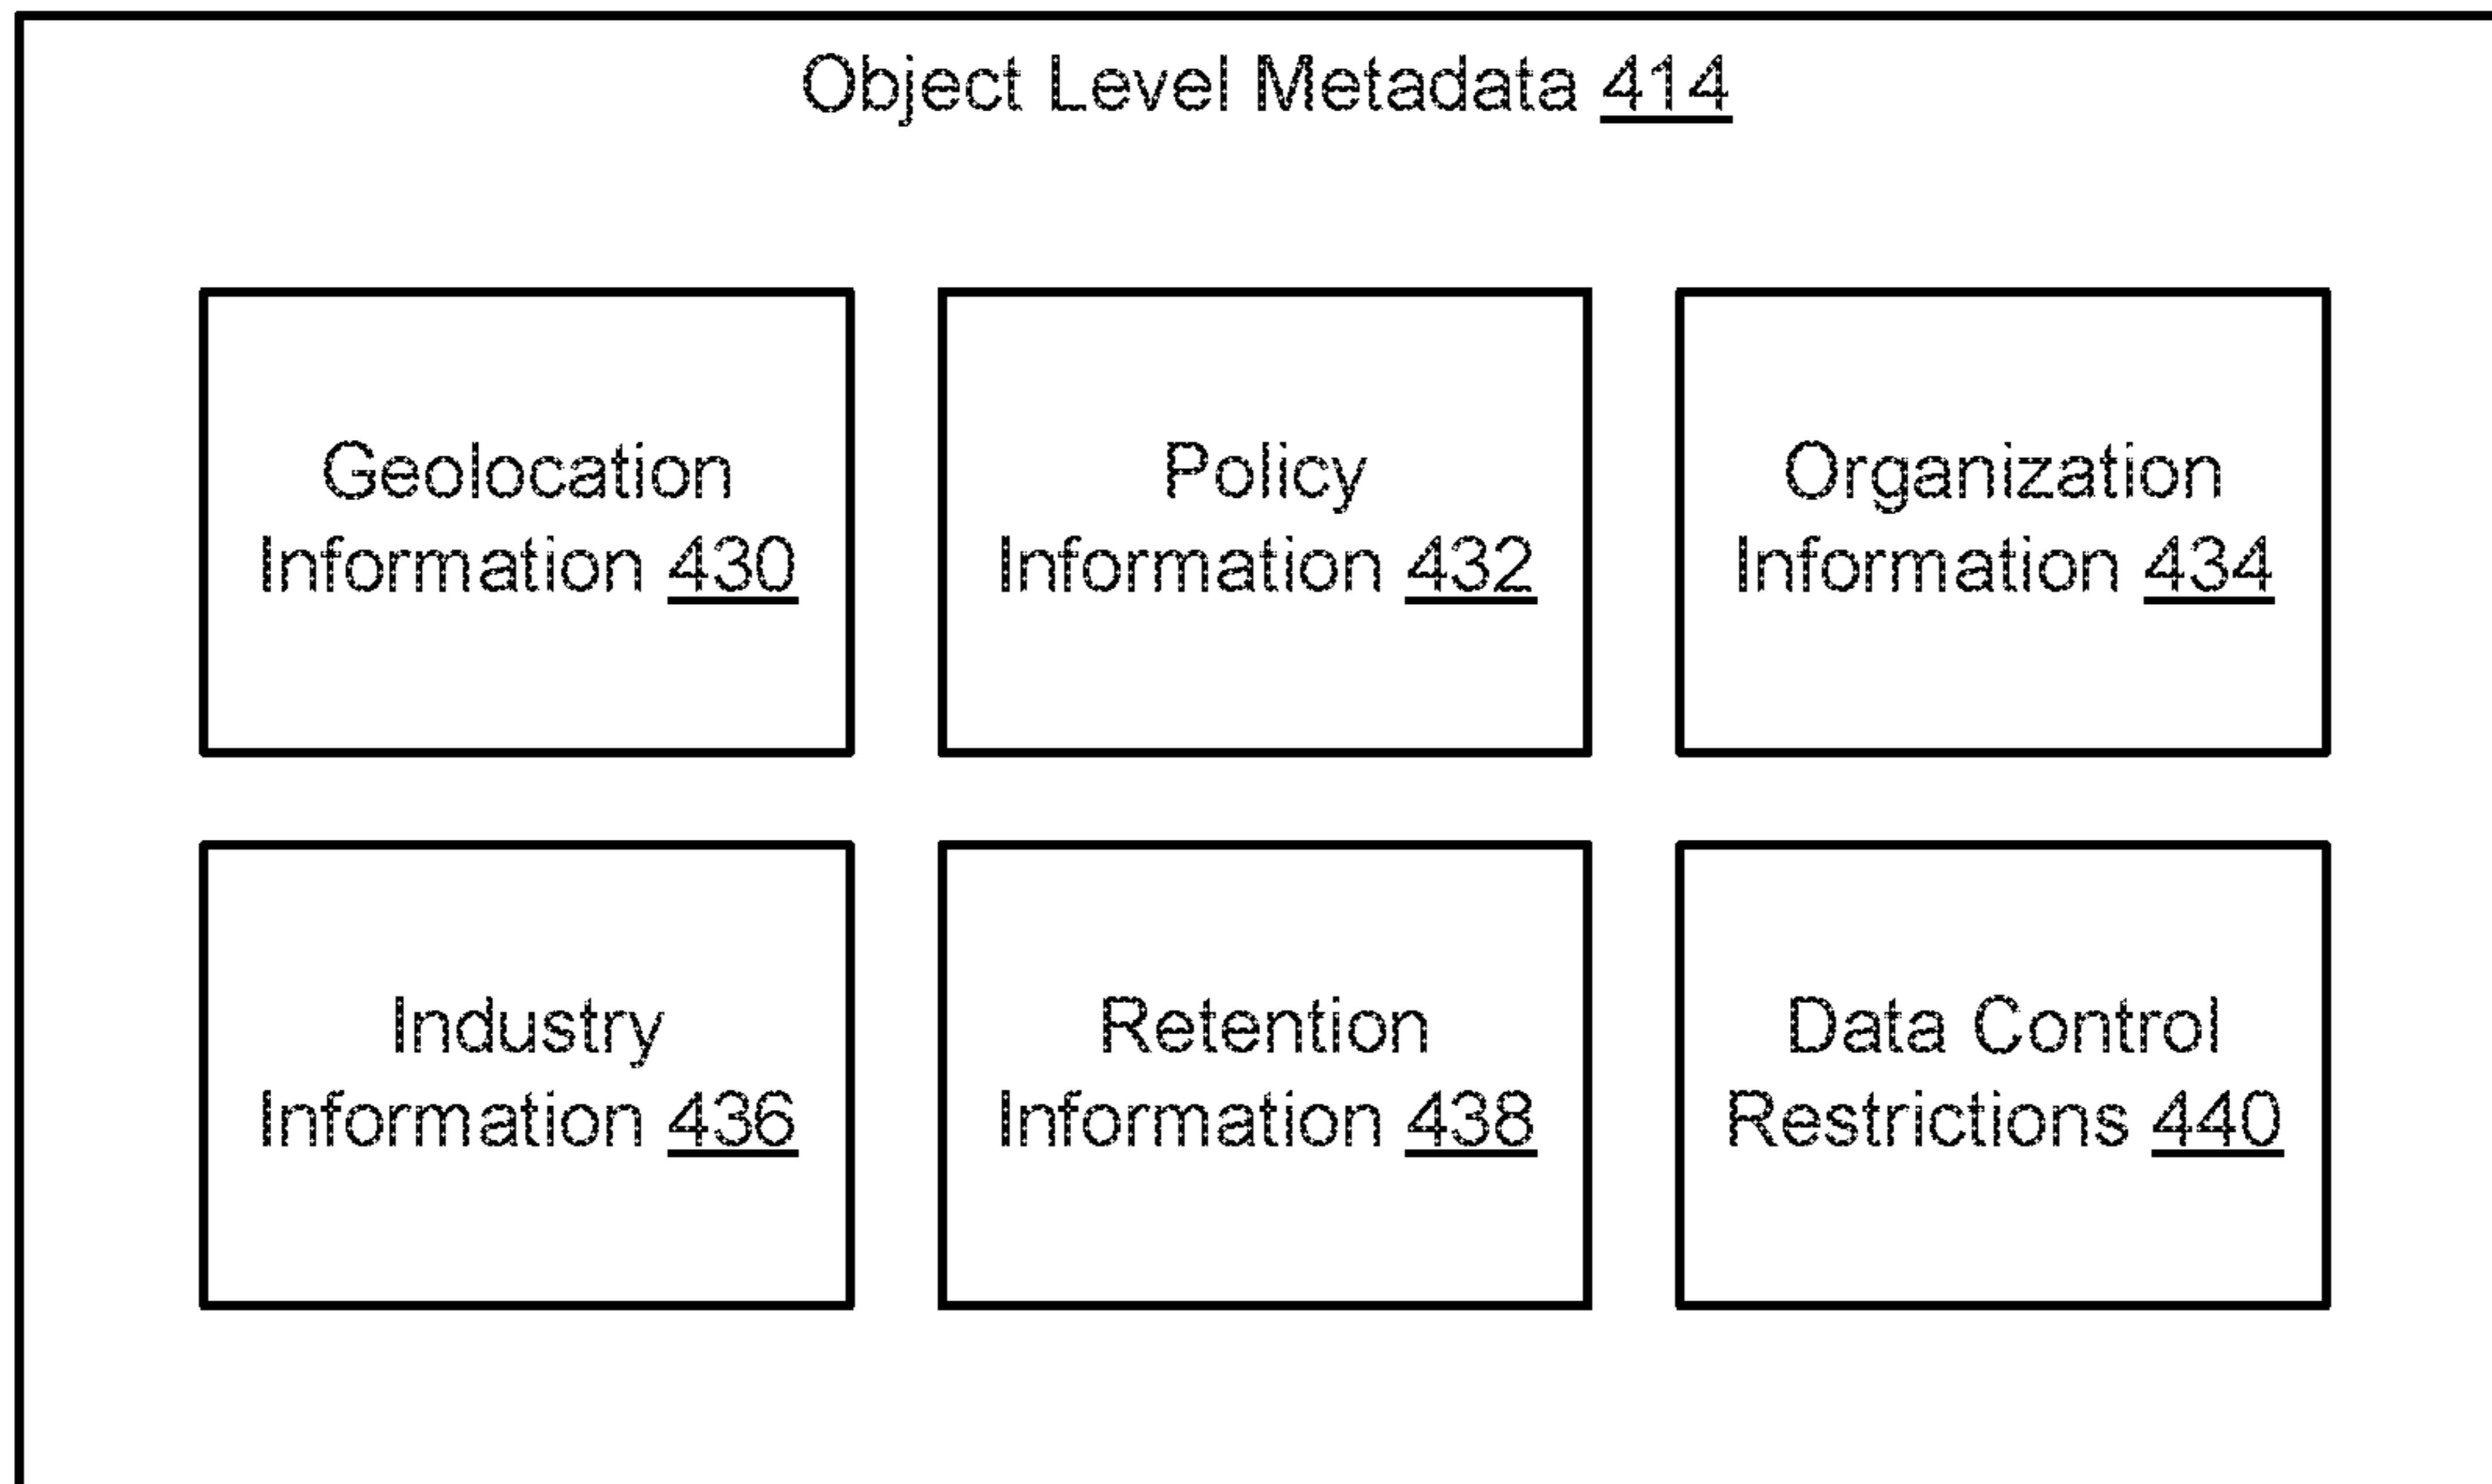 Object Level Metadata 414
Geolocation
Information 430
Policy
Information 432
Organization
Information 434
Industry
Information 436
Retention
Information 438
Data Control
Restrictions 440